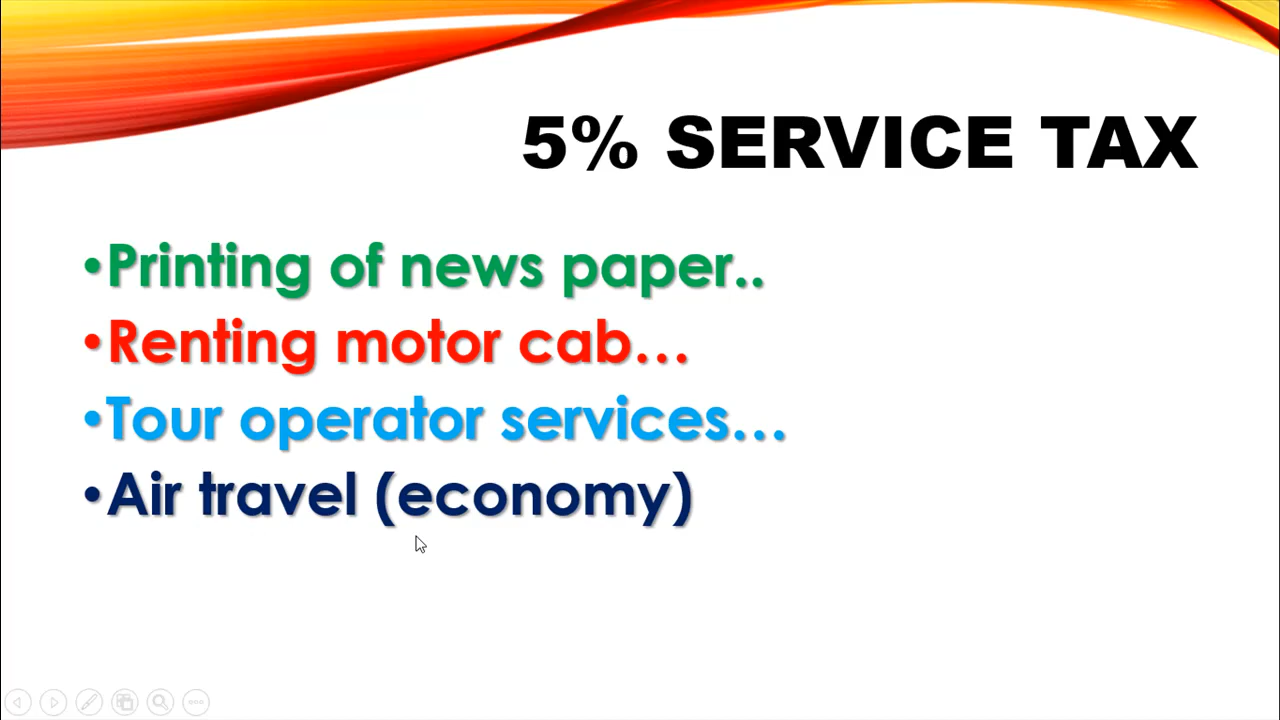 5% SERVICE TAX
•Printing of news paper..
•Renting motor cab...
•Tour operator services...
•Air travel (economy)